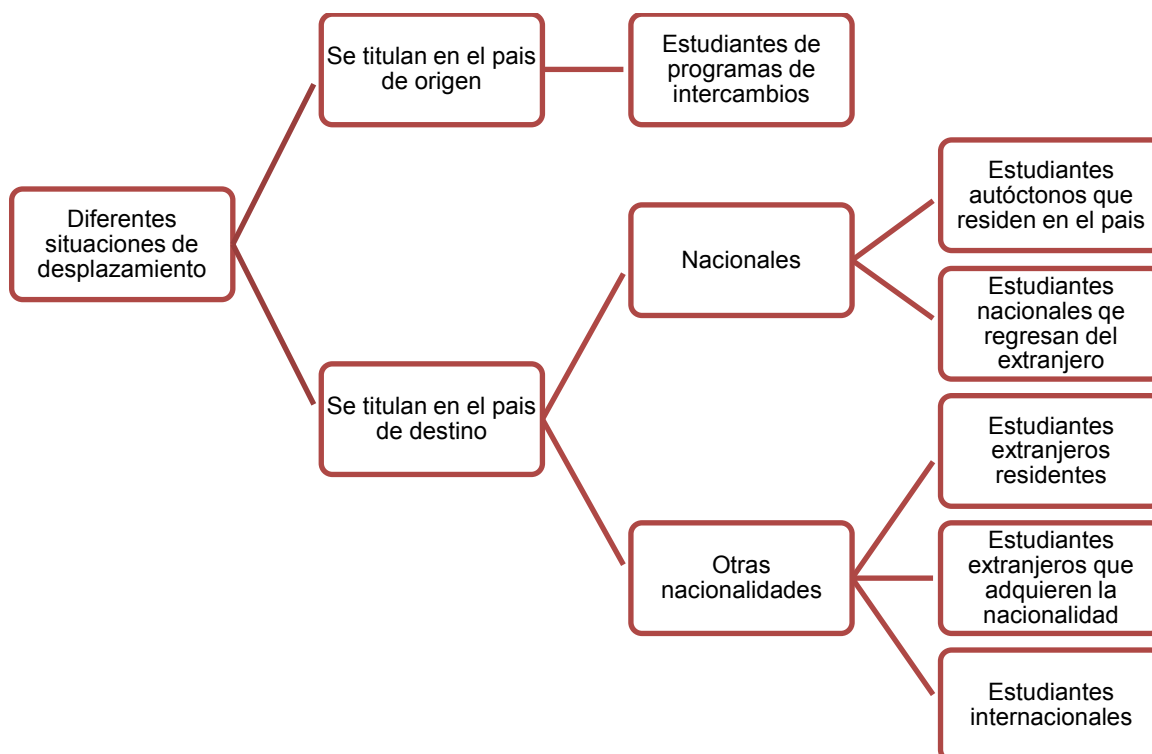 Se titulan en el pais
de origen
Estudiantes de
programas de
intercambios
Diferentes
situaciones de
desplazamiento
Nacionales
Estudiantes
autóctonos que
residen en el pais
Estudiantes
nacionales qe
regresan del
extranjero
Se titulan en el pais
de destino
Otras
nacionalidades
Estudiantes
extranjeros
residentes
Estudiantes
extranjeros que
adquieren la
nacionalidad
Estudiantes
internacionales